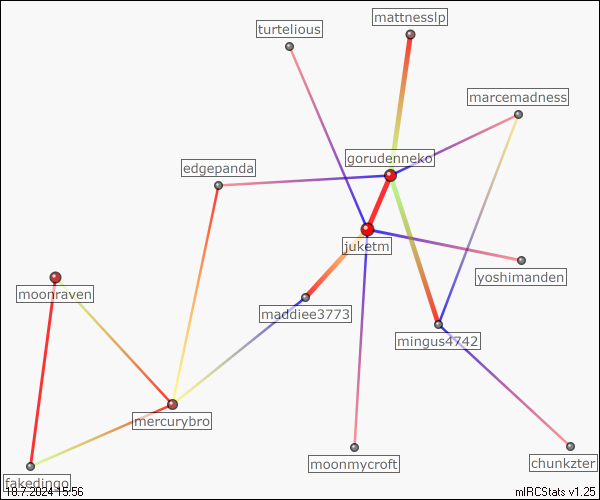 mattnesslp
turtelious
marcemadness
gorudenneko
edgepanda
juketm
yoshimanden
moonraven
maddiee3773
mingus4742
mercurybro
moonmycroft
chunkzter
fakedingo
10.7.2024 15:56
mIRCStats v1.25